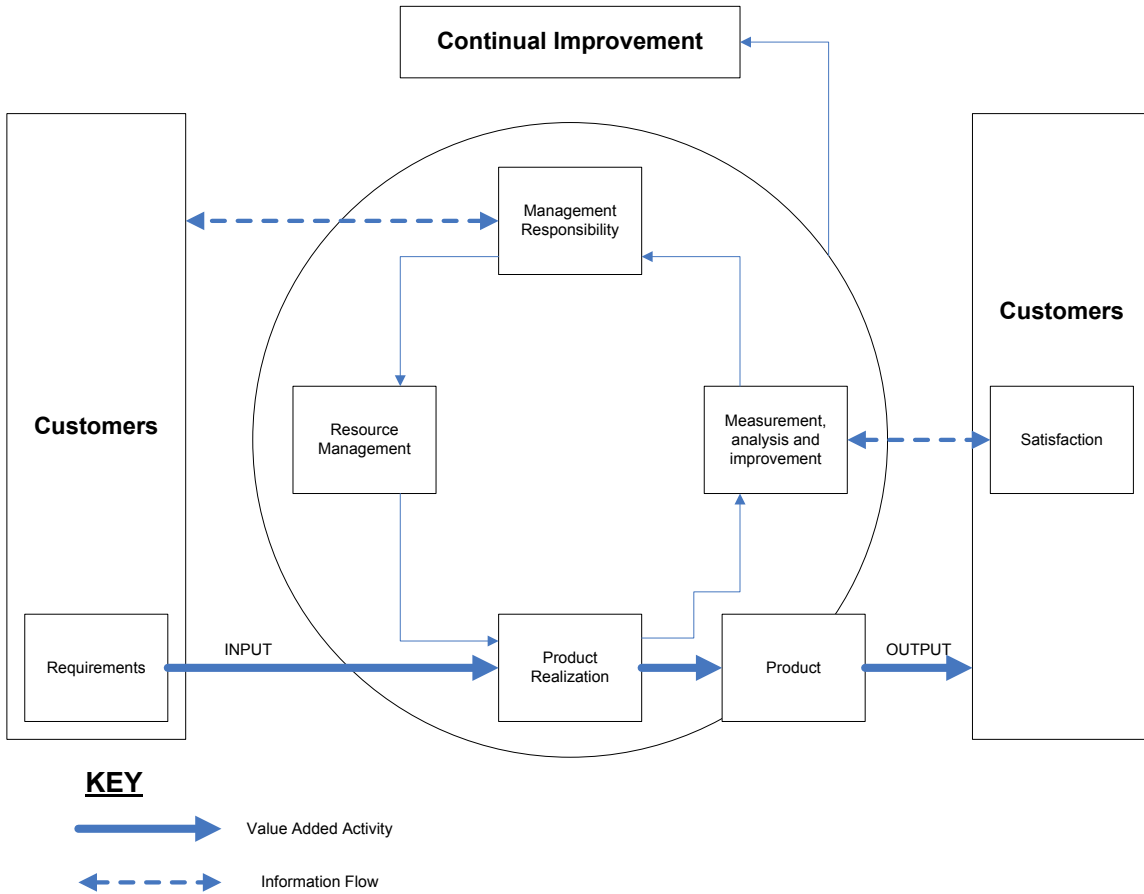 Continual Improvement
Management
Responsibility
Customers
Customers
Resource
Management
Measurement,
analysis and
improvement
Satisfaction
Requirements
INPUT
Product
Realization
Product
OUTPUT
KEY
Value Added Activity
Information Flow